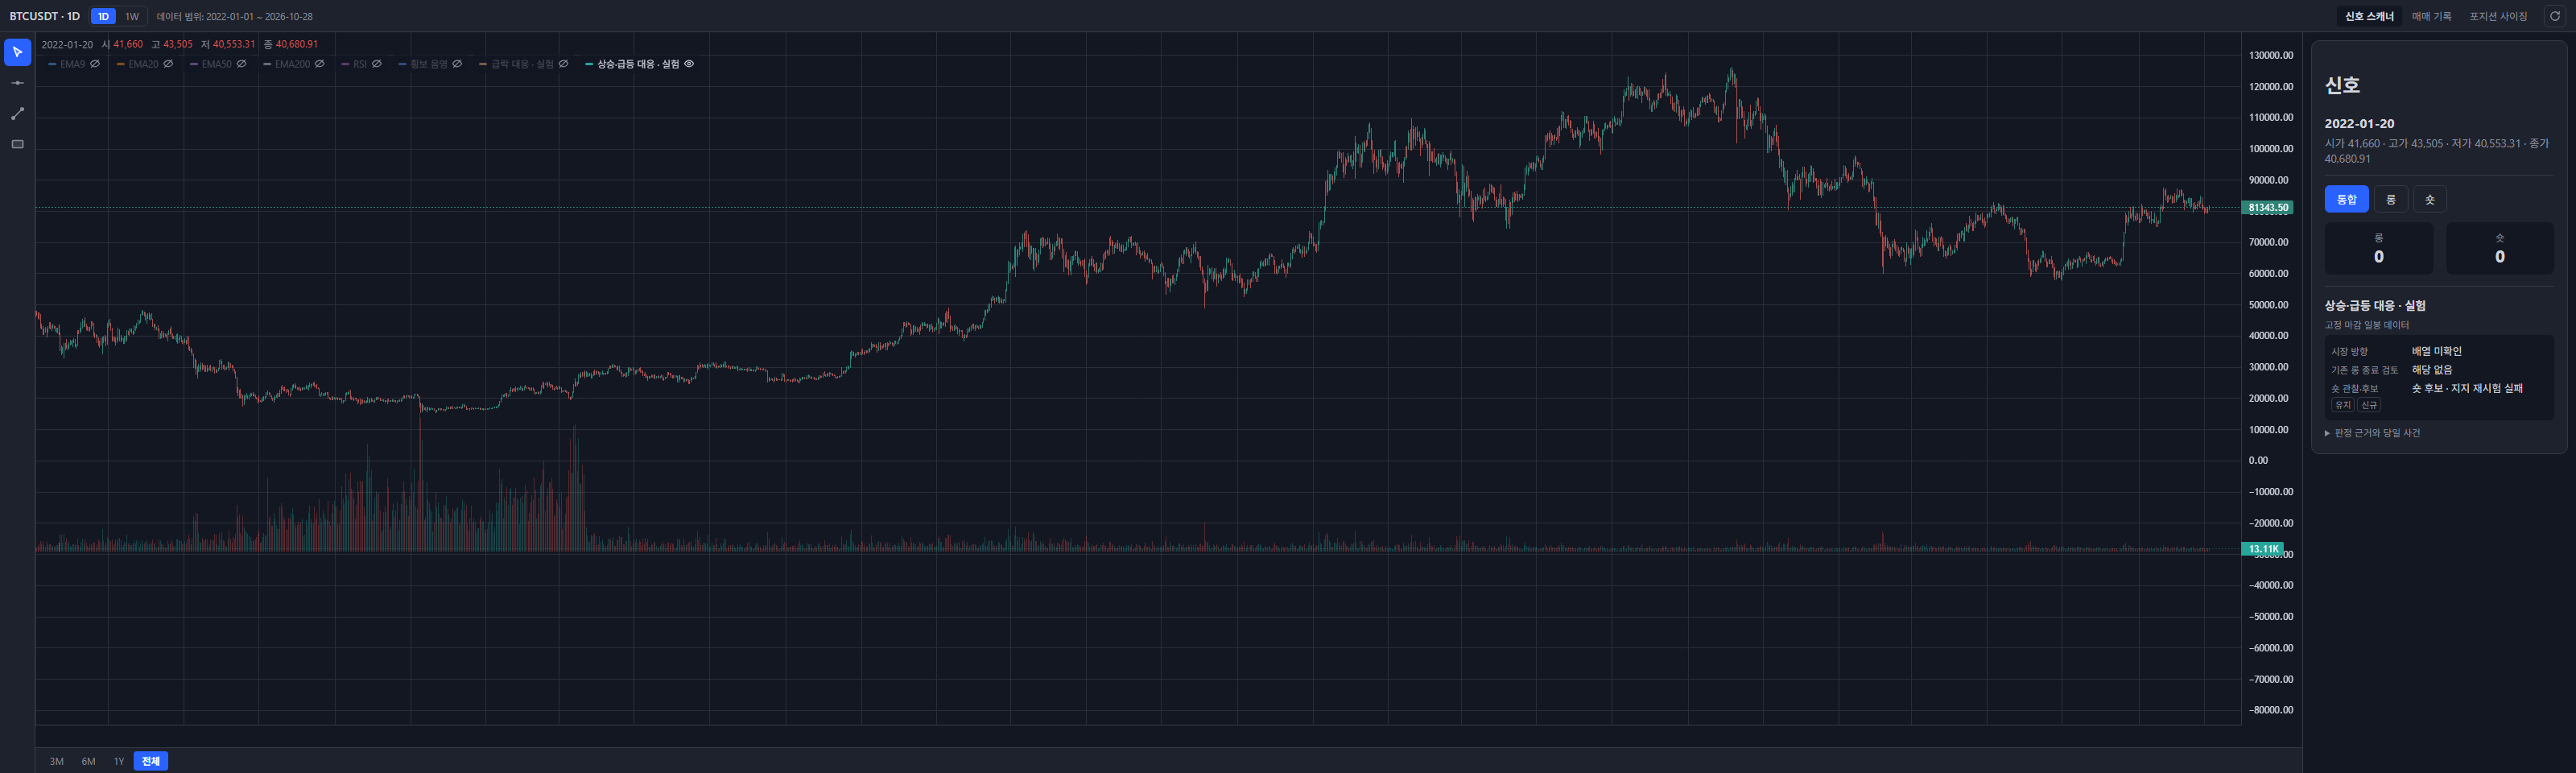 BTCUSDT · 1D 1D 1W 데이터 범위: 2022-01-01 ~ 2026-10-28 신호 스캐너 매매 기록 포지션 사이징
2022-01-20 시 41,660 고 43,505 저 40,553.31 종 40,680.91
EMA9 EMA20 EMA50 EMA200 RSI 횡보 음영 급락 대응 · 실험 상승·급등 대응 · 실험
130000.00
120000.00
110000.00
100000.00
90000.00
81343.50
70000.00
60000.00
50000.00
40000.00
30000.00
20000.00
10000.00
0.00
-10000.00
-20000.00
13.11K
-40000.00
-50000.00
-60000.00
-70000.00
-80000.00
3M 6M 1Y 전체
신호
2022-01-20
시가 41,660 · 고가 43,505 · 저가 40,553.31 · 종가
40,680.91
통합 롱 숏
롱 숏
0 0
상승·급등 대응 · 실험
고정 마감 일봉 데이터
시장 방향 배열 미확인
기존 롱 종료 검토 해당 없음
숏 관찰·후보 숏 후보 · 지지 재시험 실패
유지 신규
▶ 판정 근거와 당일 사건